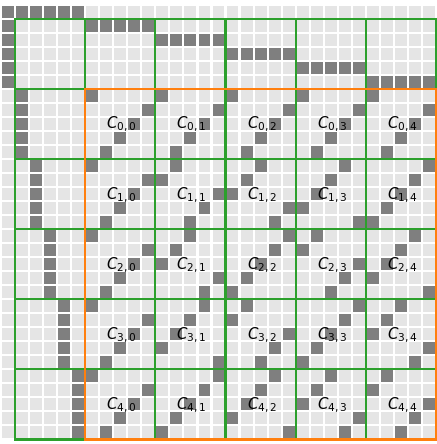 C0,0 C0,1 C0,2 C0,3 C0,4
C1,0 C1,1 C1,2 C1,3 C1,4
C2,0 C2,1 C2,2 C2,3 C2,4
C3,0 C3,1 C3,2 C3,3 C3,4
C4,0 C4,1 C4,2 C4,3 C4,4